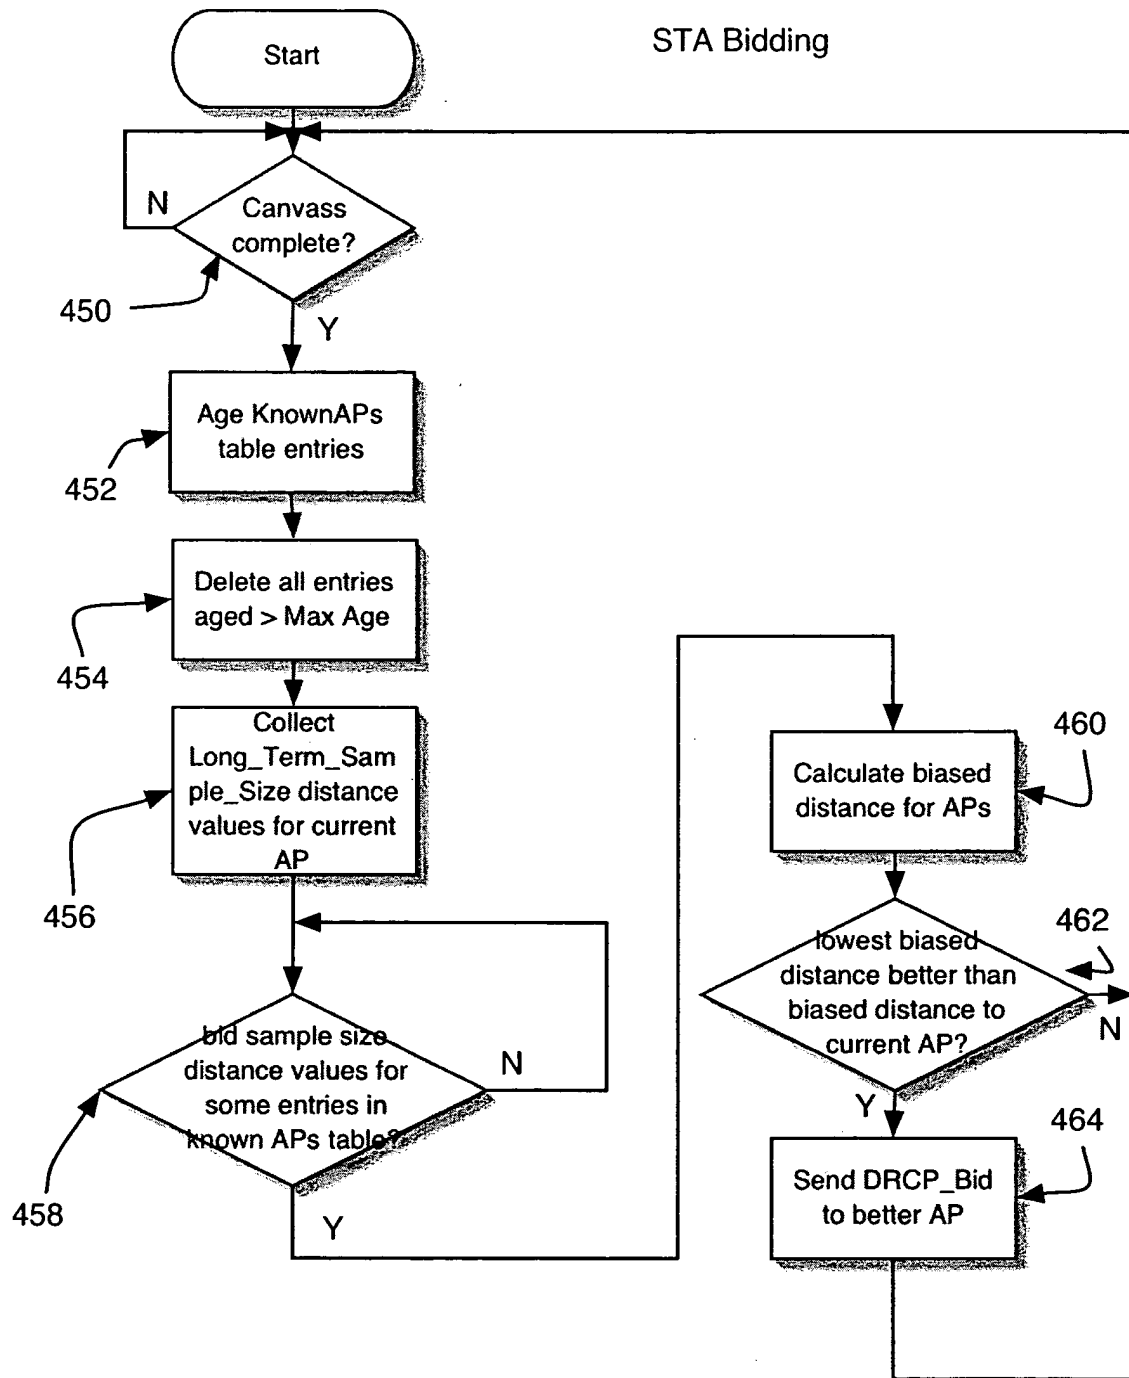 STA Bidding
Start
N
Canvass
complete?
450
Y
Age KnownAPs
table entries
452
Delete all entries
aged > Max Age
454
Collect
Long_Term_Sam
ple_Size distance
values for current
AP
456
bid sample size
distance values for
some entries in
known APs table?
N
458
Y
460
Calculate biased
distance for APs
462
lowest biased
distance better than
biased distance to
current AP?
N
Y
464
Send DRCP_Bid
to better AP